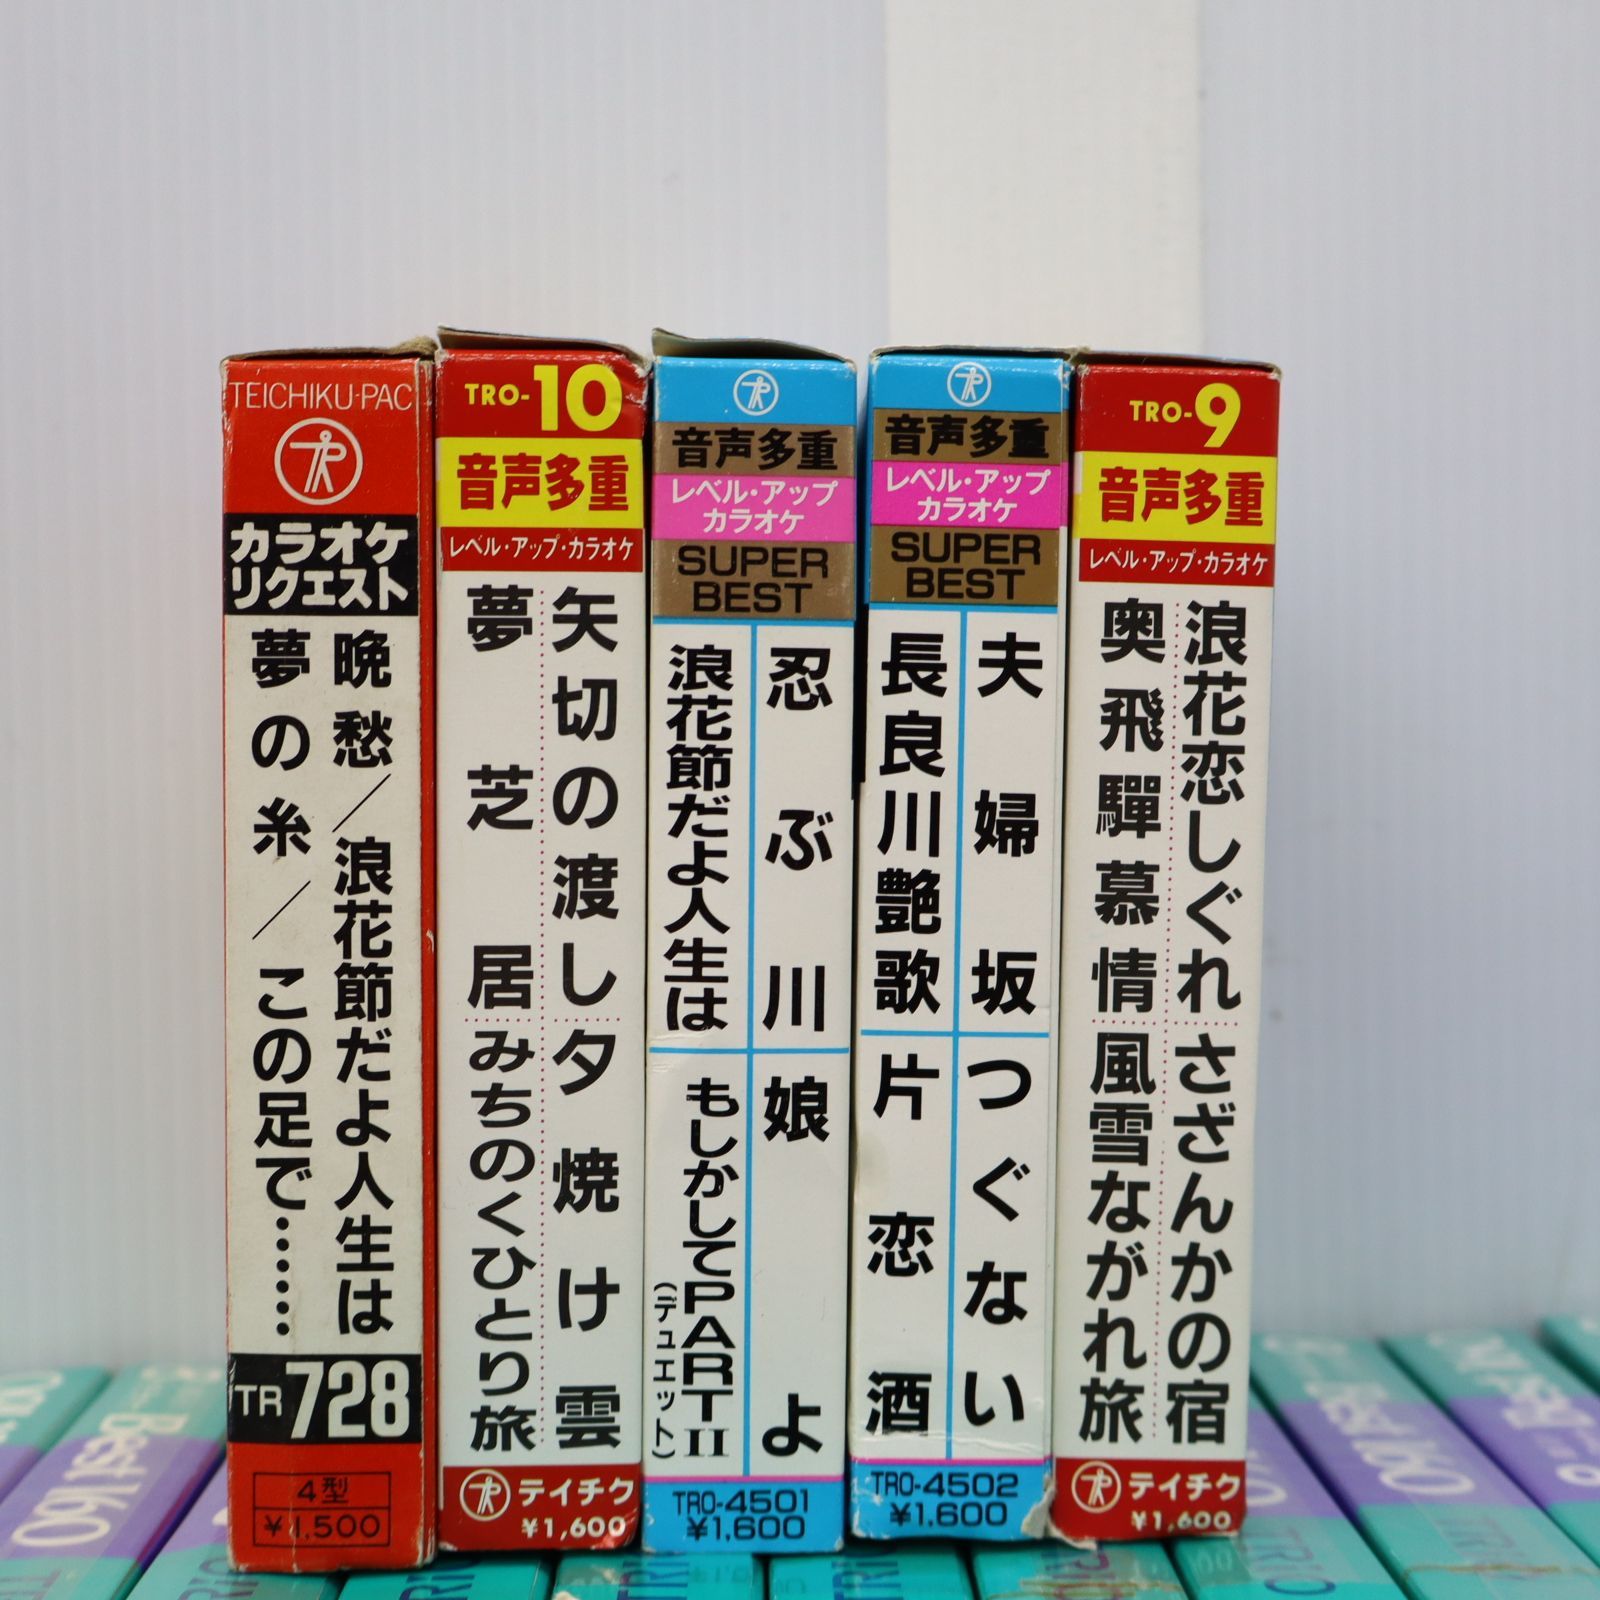 TEICHIKU-PAC
カラオケ
リクエスト
晩愁／浪花節だよ人生は
夢の糸／この足で……
TR 728
4型
¥1,500
TRO-10
音声多重
レベル・アップ・カラオケ
矢切の渡し
夕焼け雲
夢芝居
みちのくひとり旅
テイチク
¥1,600
音声多重
レベル・アップ
カラオケ
SUPER
BEST
忍ぶ川
娘よ
浪花節だよ人生は
もしかしてPART II
(デュエット)
TRO-4501
¥1,600
音声多重
レベル・アップ
カラオケ
SUPER
BEST
夫婦坂
つぐない
長良川艶歌
片恋酒
TRO-4502
¥1,600
TRO-9
音声多重
レベル・アップ・カラオケ
浪花恋しぐれ
さざんかの宿
奥飛騨慕情
風雪ながれ旅
テイチク
¥1,600
Best 160